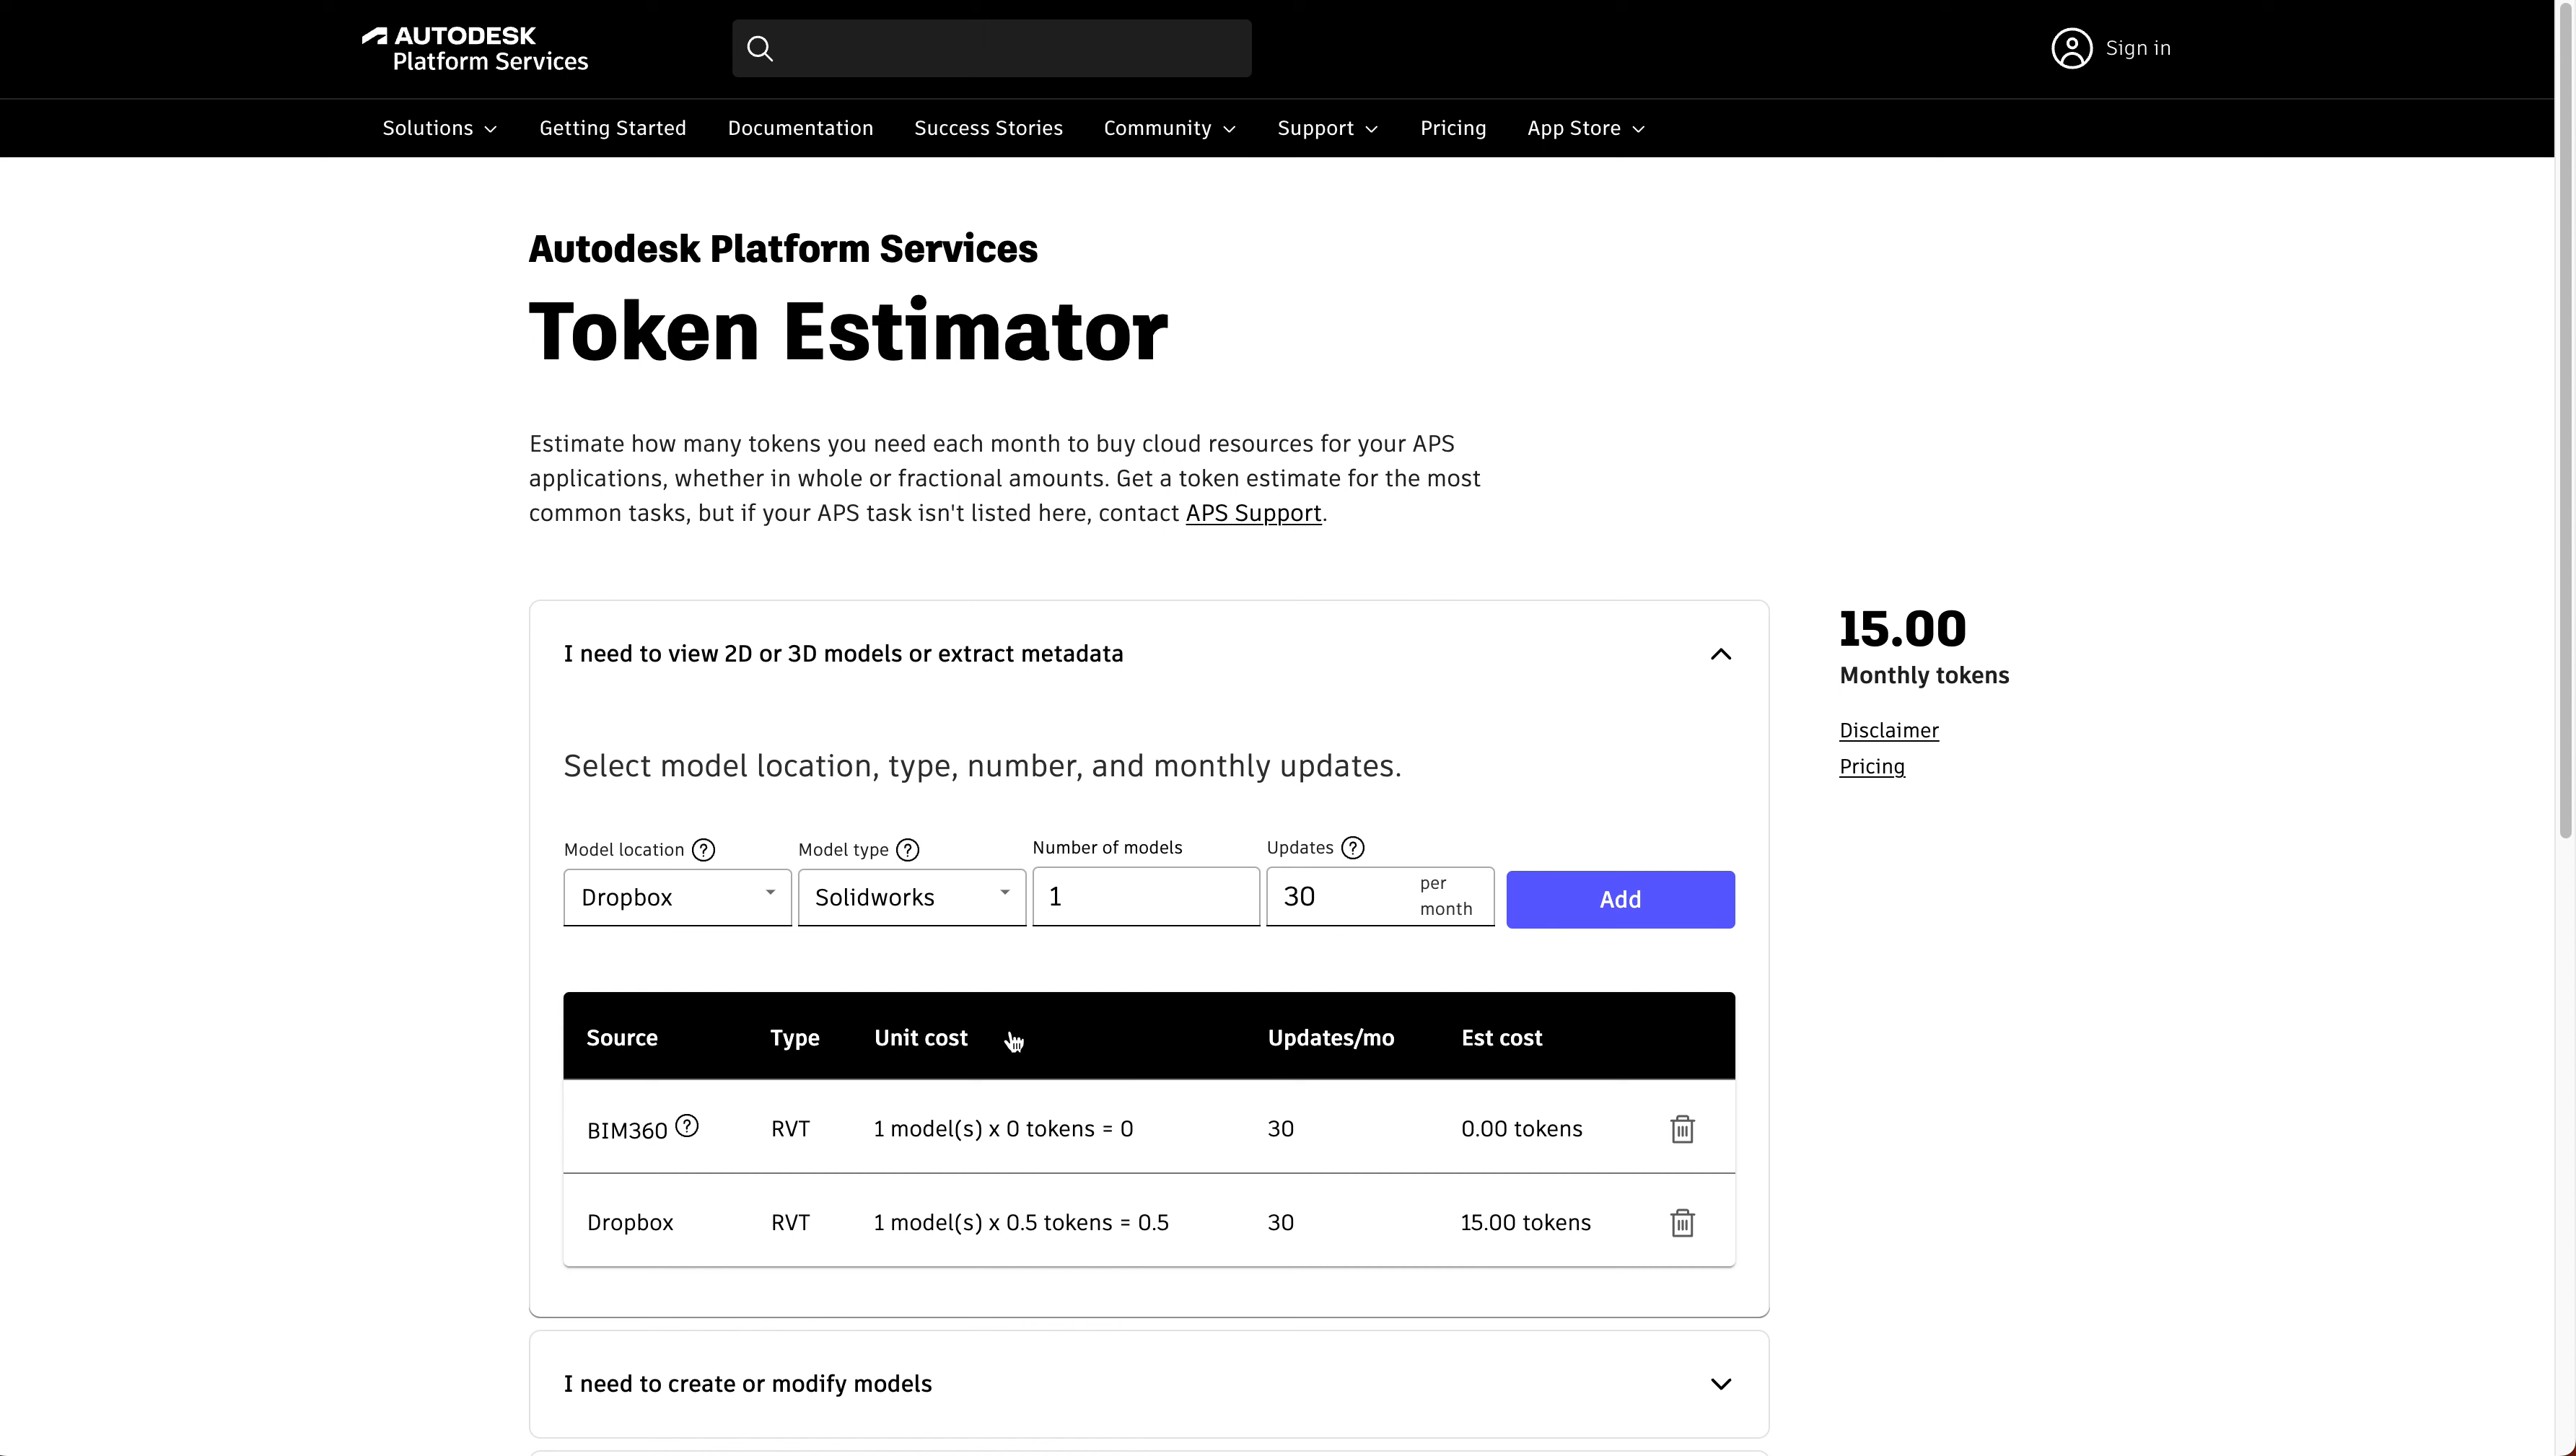 AUTODESK
Platform Services
Sign in
Solutions
Getting Started
Documentation
Success Stories
Community
Support
Pricing
App Store
Autodesk Platform Services
Token Estimator
Estimate how many tokens you need each month to buy cloud resources for your APS
applications, whether in whole or fractional amounts. Get a token estimate for the most
common tasks, but if your APS task isn't listed here, contact APS Support.
I need to view 2D or 3D models or extract metadata
15.00
Monthly tokens
Disclaimer
Pricing
Select model location, type, number, and monthly updates.
Model location ?
Model type ?
Number of models
Updates ?
Dropbox
Solidworks
1
30
per
month
Add
Source Type Unit cost Updates/mo Est cost
BIM360 ? RVT 1 model(s) x 0 tokens = 0 30 0.00 tokens
Dropbox RVT 1 model(s) x 0.5 tokens = 0.5 30 15.00 tokens
I need to create or modify models